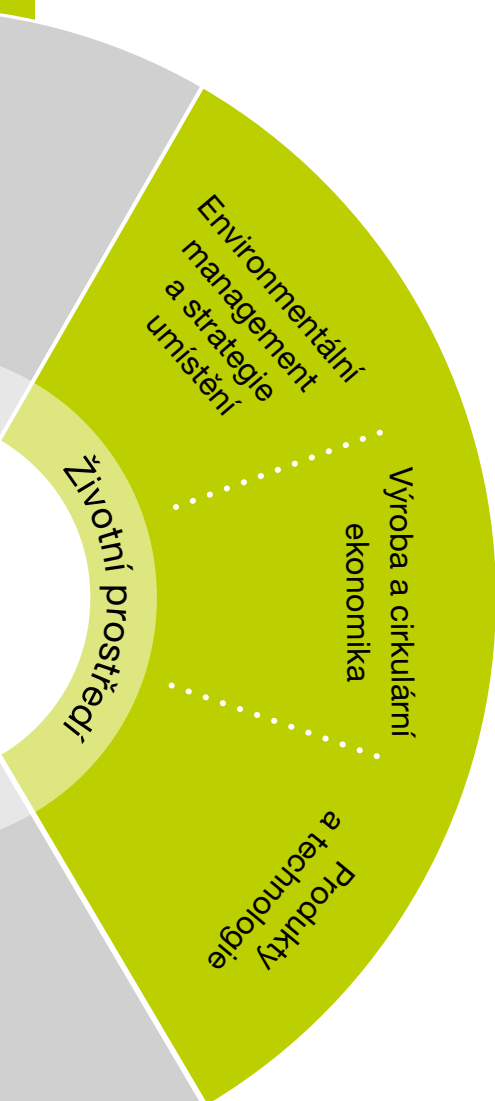 Environmentální
management
a strategie
umístění
Životní prostředí
Výroba a cirkulární
ekonomika
Produkty
a technologie